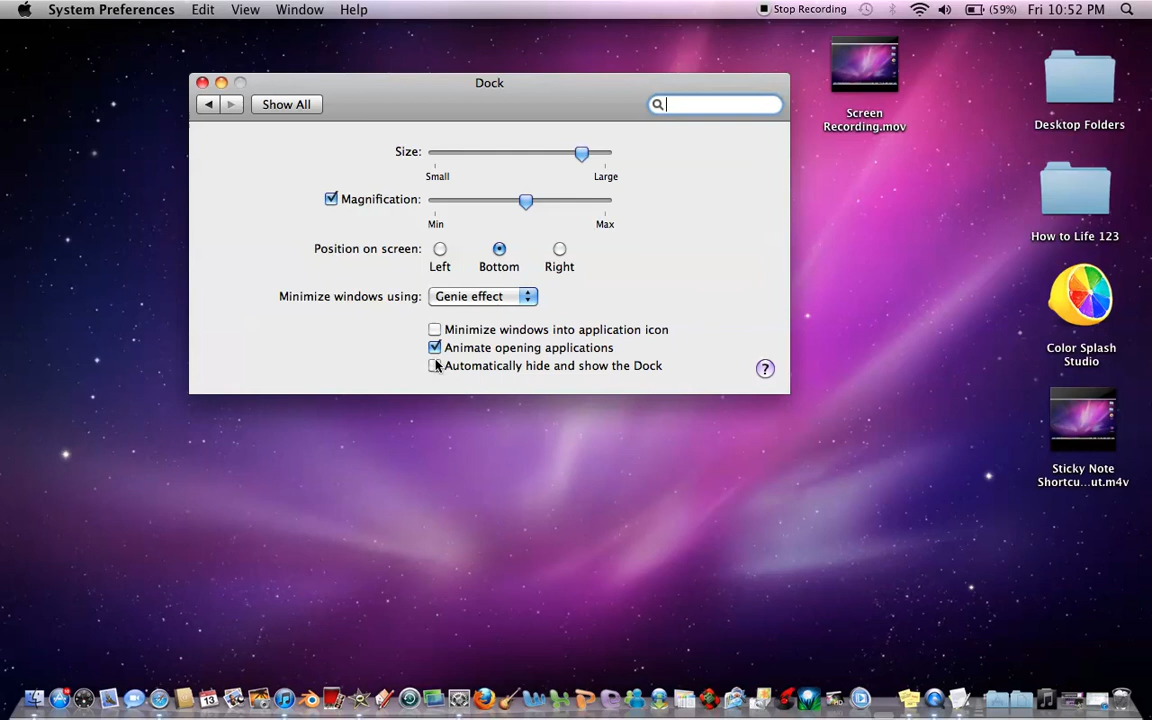 System Preferences Edit View Window Help Stop Recording (59%) Fri 10:52 PM
Dock
Show All
Size:
Small Large
Magnification:
Min Max
Position on screen:
Left Bottom Right
Minimize windows using: Genie effect
Minimize windows into application icon
Animate opening applications
Automatically hide and show the Dock
?
Screen
Recording.mov
Desktop Folders
How to Life 123
Color Splash
Studio
Sticky Note
Shortcu...ut.m4v
13